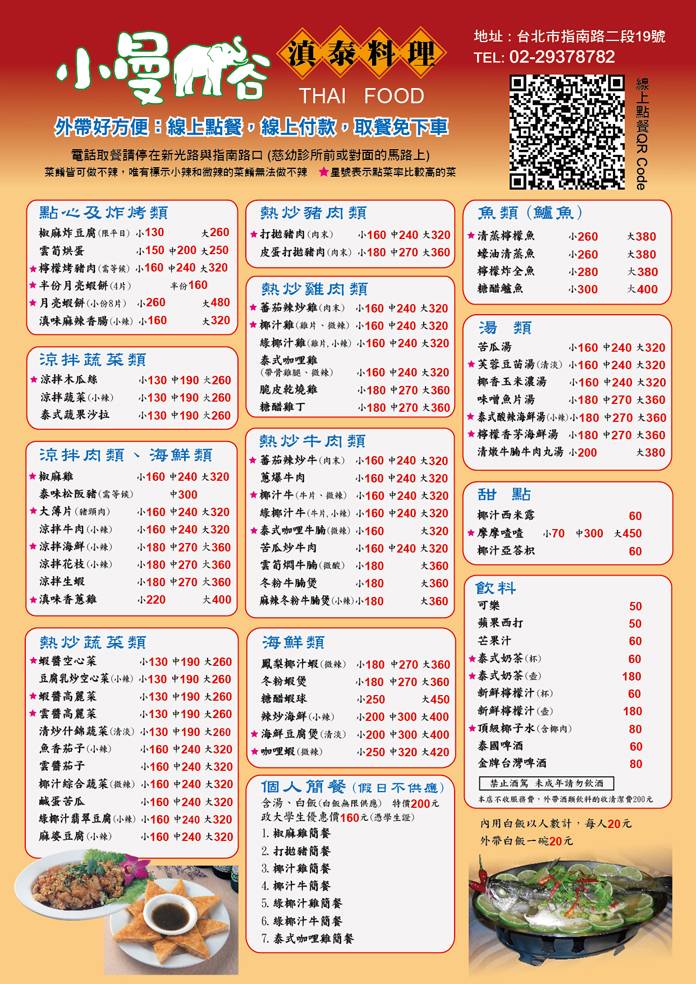 小曼谷
滇泰料理
THAI FOOD
地址：台北市指南路二段19號
TEL: 02-29378782
線上點餐QR Code
外帶好方便：線上點餐，線上付款，取餐免下車
電話取餐請停在新光路與指南路口 (慈幼診所前或對面的馬路上)
菜餚皆可做不辣，唯有標示小辣和微辣的菜餚無法做不辣 ★星號表示點菜率比較高的菜
點心及炸烤類
椒麻炸豆腐(限平日) 小130 大260
雲筍烘蛋 小150 中200 大250
★檸檬烤豬肉(需等候) 小160 中240 大320
★半份月亮蝦餅(4片) 半份160
★月亮蝦餅(小份8片) 小260 大480
滇味麻辣香腸(小辣) 小160 大320
涼拌蔬菜類
★涼拌木瓜絲 小130 中190 大260
涼拌蔬菜(小辣) 小130 中190 大260
泰式蔬果沙拉 小130 中190 大260
涼拌肉類、海鮮類
★椒麻雞 小160 中240 大320
泰味松阪豬(需等候) 中300
★大薄片(豬頭肉) 小160 中240 大320
涼拌牛肉(小辣) 小160 中240 大320
★涼拌海鮮(小辣) 小180 中270 大360
涼拌花枝(小辣) 小180 中270 大360
涼拌生蝦 小180 中270 大360
★滇味香蔥雞 小220 大400
熱炒蔬菜類
★蝦醬空心菜 小130 中190 大260
豆腐乳炒空心菜(小辣) 小130 中190 大260
★蝦醬高麗菜 小130 中190 大260
★雲醬高麗菜 小130 中190 大260
清炒什錦蔬菜(清淡) 小130 中190 大260
魚香茄子(小辣) 小160 中240 大320
雲醬茄子 小160 中240 大320
椰汁綜合蔬菜(微辣) 小160 中240 大320
鹹蛋苦瓜 小160 中240 大320
綠椰汁翡翠豆腐(小辣) 小160 中240 大320
麻婆豆腐(小辣) 小160 中240 大320
熱炒豬肉類
★打拋豬肉(肉末) 小160 中240 大320
皮蛋打拋豬肉(肉末) 小180 中270 大360
熱炒雞肉類
★蕃茄辣炒雞(肉末) 小160 中240 大320
★椰汁雞(雞片、微辣) 小160 中240 大320
綠椰汁雞(雞片,小辣) 小160 中240 大320
泰式咖哩雞
(帶骨雞腿、微辣) 小160 中240 大320
脆皮乾燒雞 小180 中270 大360
糖醋雞丁 小180 中270 大360
熱炒牛肉類
★蕃茄辣炒牛(肉末) 小160 中240 大320
蔥爆牛肉 小160 中240 大320
★椰汁牛(牛片、微辣) 小160 中240 大320
綠椰汁牛(牛片,小辣) 小160 中240 大320
★泰式咖哩牛腩(微辣) 小160 大320
苦瓜炒牛肉 小160 中240 大320
雲筍燜牛腩(微酸) 小180 大360
冬粉牛腩煲 小180 大360
麻辣冬粉牛腩煲(小辣) 小180 大360
海鮮類
鳳梨椰汁蝦(微辣) 小180 中270 大360
冬粉蝦煲 小180 中270 大360
糖醋蝦球 小250 大450
辣炒海鮮(小辣) 小200 中300 大400
★海鮮豆腐煲(清淡) 小200 中300 大400
★咖哩蝦(微辣) 小250 中320 大420
個人簡餐(假日不供應)
含湯、白飯(白飯無限供應) 特價200元
政大學生優惠價160元(憑學生證)
1. 椒麻雞簡餐
2. 打拋豬簡餐
3. 椰汁雞簡餐
4. 椰汁牛簡餐
5. 綠椰汁雞簡餐
6. 綠椰汁牛簡餐
7. 泰式咖哩雞簡餐
魚類(鱸魚)
★清蒸檸檬魚 小260 大380
蠔油清蒸魚 小260 大380
檸檬炸全魚 小280 大380
糖醋鱸魚 小300 大400
湯 類
苦瓜湯 小160 中240 大320
★芙蓉豆苗湯(清淡) 小160 中240 大320
椰香玉米濃湯 小160 中240 大320
味噌魚片湯 小180 中270 大360
★泰式酸辣海鮮湯(小辣) 小180 中270 大360
★檸檬香茅海鮮湯 小180 中270 大360
清燉牛腩牛肉丸湯 小200 大380
甜 點
椰汁西米露 60
★摩摩喳喳 小70 中300 大450
椰汁亞答枳 60
飲料
可樂 50
蘋果西打 50
芒果汁 60
★泰式奶茶(杯) 60
★泰式奶茶(壺) 180
新鮮檸檬汁(杯) 60
新鮮檸檬汁(壺) 180
★頂級椰子水(含椰肉) 80
泰國啤酒 60
金牌台灣啤酒 80
禁止酒駕 未成年請勿飲酒
本店不收服務費，外帶酒類飲料酌收清潔費200元
內用白飯以人數計，每人20元
外帶白飯一碗20元